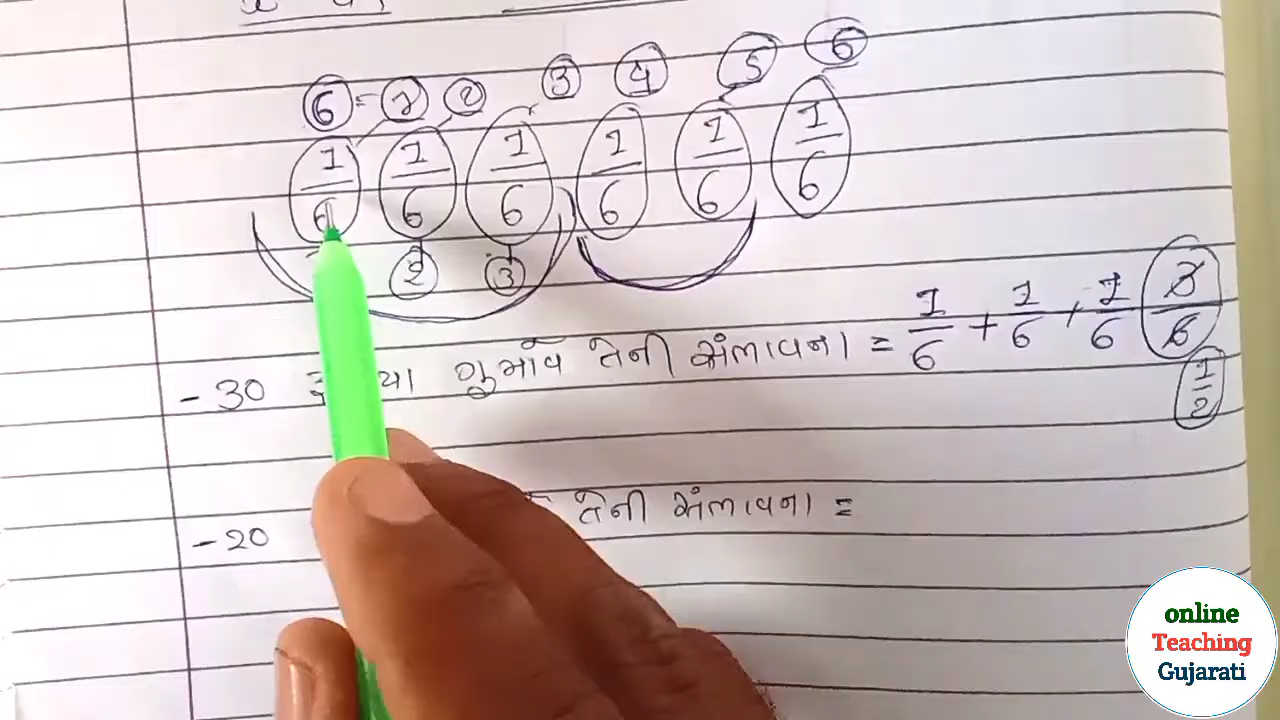 6 = 1 2 3 4 5 6
1/6 1/6 1/6 1/6 1/6 1/6
2 3
- 30 ગુમાવે તેની સંભાવના = 1/6 + 1/6 + 1/6 3/6
1/2
- 20 તેની સંભાવના =
online
Teaching
Gujarati